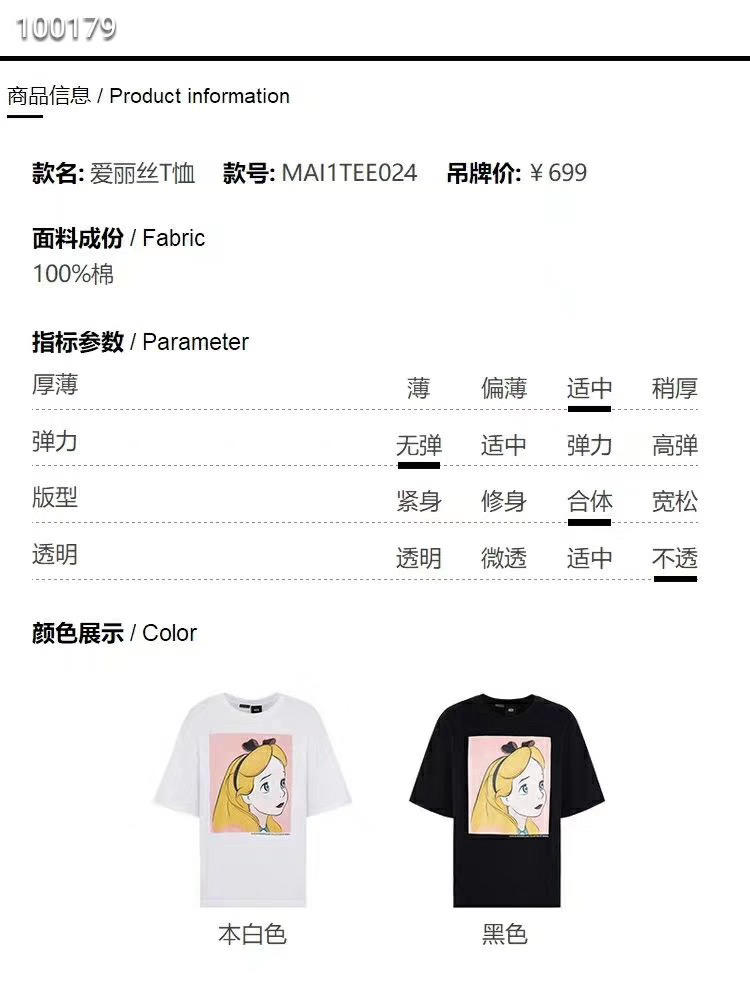 100179
商品信息 / Product information
款名: 爱丽丝T恤 款号: MAI1TEE024 吊牌价: ¥699
面料成份 / Fabric
100%棉
指标参数 / Parameter
厚薄 薄 偏薄 适中 稍厚
弹力 无弹 适中 弹力 高弹
版型 紧身 修身 合体 宽松
透明 透明 微透 适中 不透
颜色展示 / Color
本白色 黑色